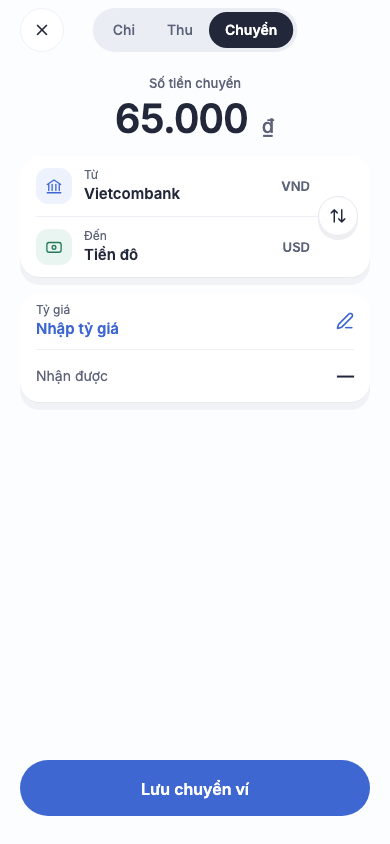 Chi Thu Chuyển
Số tiền chuyển
65.000 đ
Từ
Vietcombank VND
Đến
Tiền đô USD
Tỷ giá
Nhập tỷ giá
Nhận được —
Lưu chuyển ví